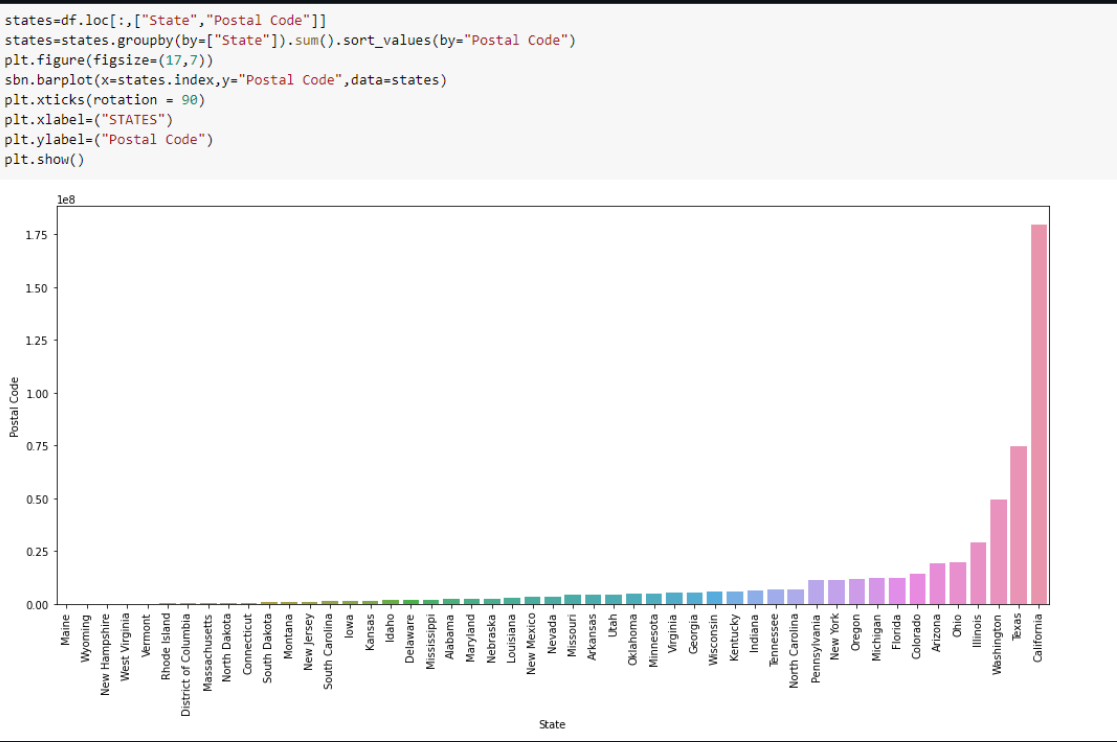 states=df.loc[:,["State","Postal Code"]]
states=states.groupby(by=["State"]).sum().sort_values(by="Postal Code")
plt.figure(figsize=(17,7))
sbn.barplot(x=states.index,y="Postal Code",data=states)
plt.xticks(rotation = 90)
plt.xlabel=("STATES")
plt.ylabel=("Postal Code")
plt.show()
1e8
1.75
1.50
1.25
1.00
0.75
0.50
0.25
0.00
Postal Code
Maine
Wyoming
New Hampshire
West Virginia
Vermont
Rhode Island
District of Columbia
Massachusetts
North Dakota
Connecticut
South Dakota
Montana
New Jersey
South Carolina
Iowa
Kansas
Idaho
Delaware
Mississippi
Alabama
Maryland
Nebraska
Louisiana
New Mexico
Nevada
Missouri
Arkansas
Utah
Oklahoma
Minnesota
Virginia
Georgia
Wisconsin
Kentucky
Indiana
Tennessee
North Carolina
Pennsylvania
New York
Oregon
Michigan
Florida
Colorado
Arizona
Ohio
Illinois
Washington
Texas
California
State